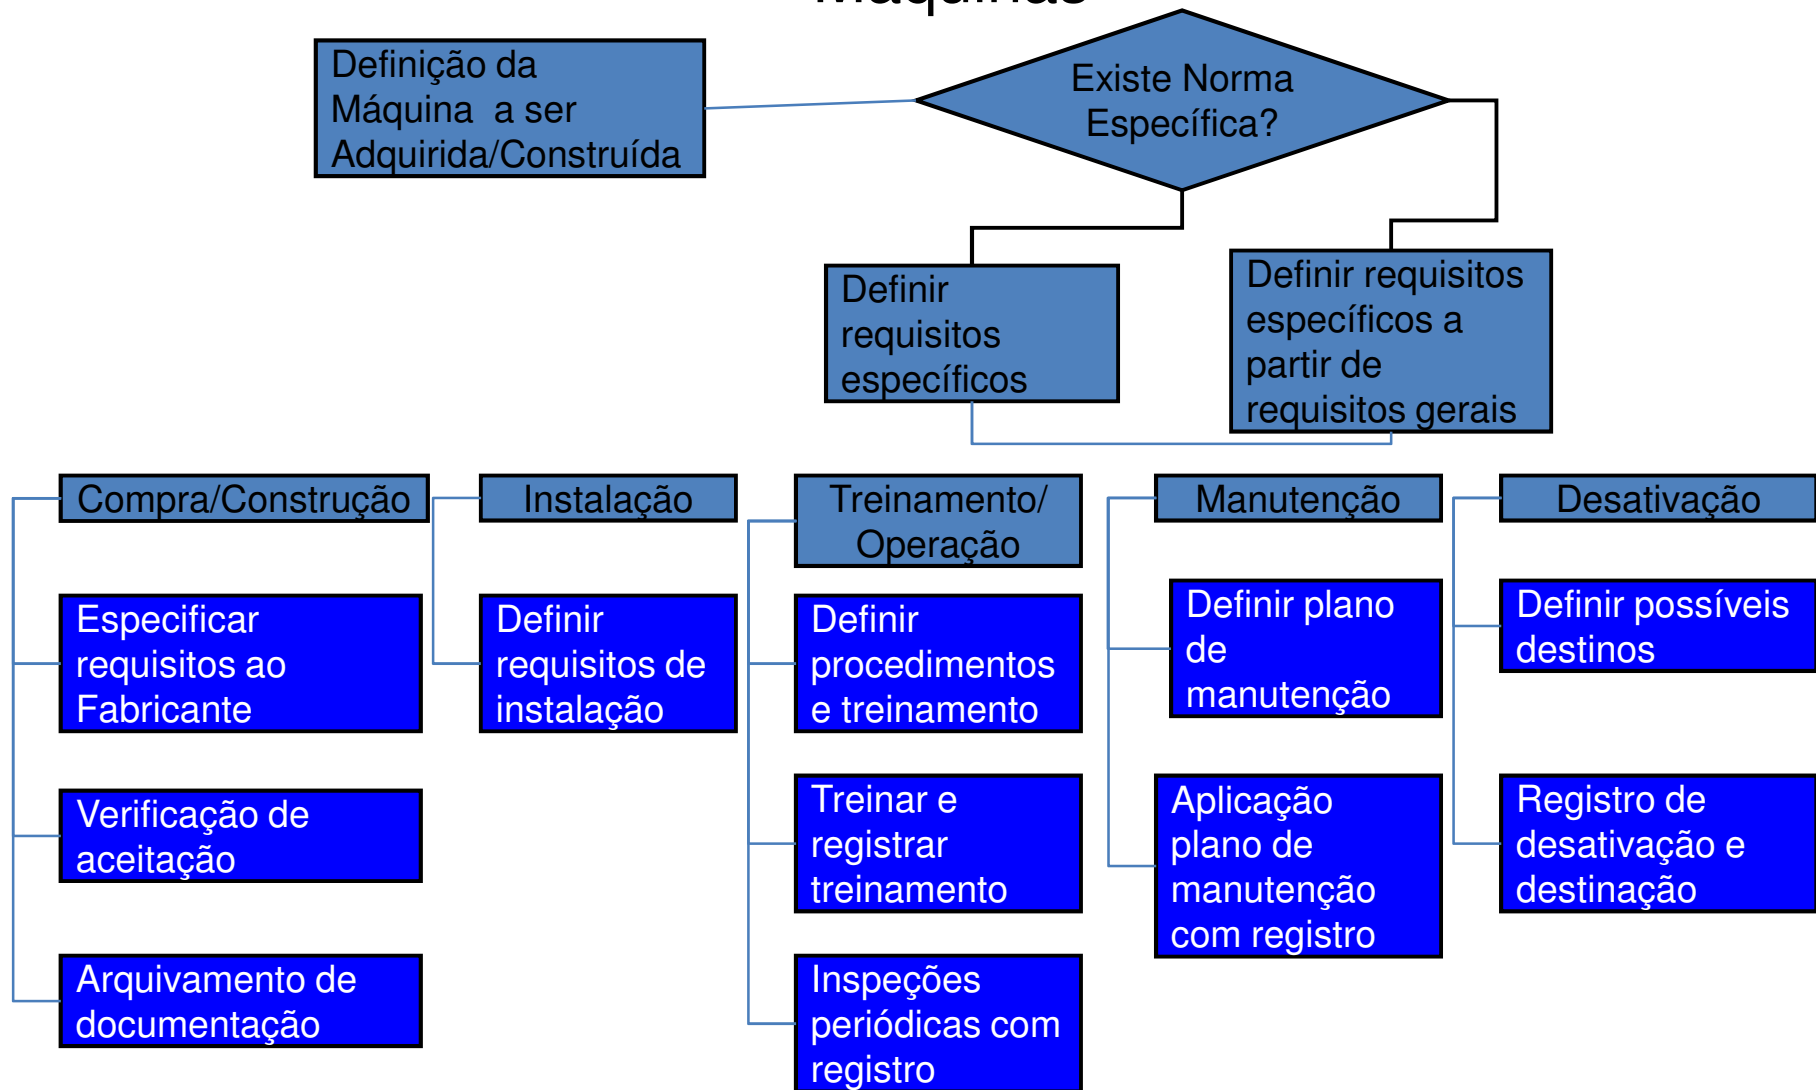 Máquinas
Definição da
Máquina a ser
Adquirida/Construída
Existe Norma
Específica?
Definir
requisitos
específicos
Definir requisitos
específicos a
partir de
requisitos gerais
Compra/Construção
Especificar
requisitos ao
Fabricante
Verificação de
aceitação
Arquivamento de
documentação
Instalação
Definir
requisitos de
instalação
Treinamento/
Operação
Definir
procedimentos
e treinamento
Treinar e
registrar
treinamento
Inspeções
periódicas com
registro
Manutenção
Definir plano
de
manutenção
Aplicação
plano de
manutenção
com registro
Desativação
Definir possíveis
destinos
Registro de
desativação e
destinação